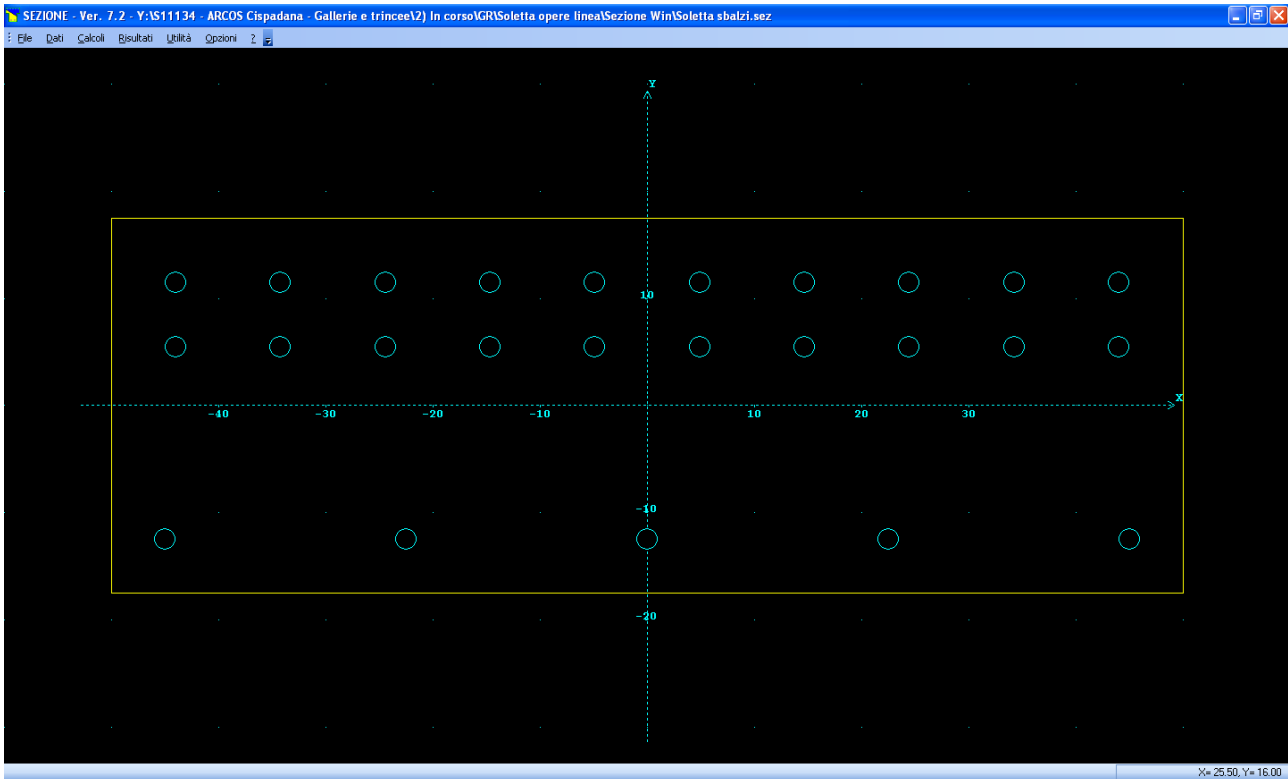 SEZIONE - Ver. 7.2 - Y:\S11134 - ARCOS Cispadana - Gallerie e trincee\2) In corso\GR\Soletta opere linea\Sezione Win\Soletta sbalzi.sez
File Dati Calcoli Risultati Utilità Opzioni ?
Y
10
X
-40 -30 -20 -10 10 20 30
-10
-20
X= 25.50, Y= 16.00